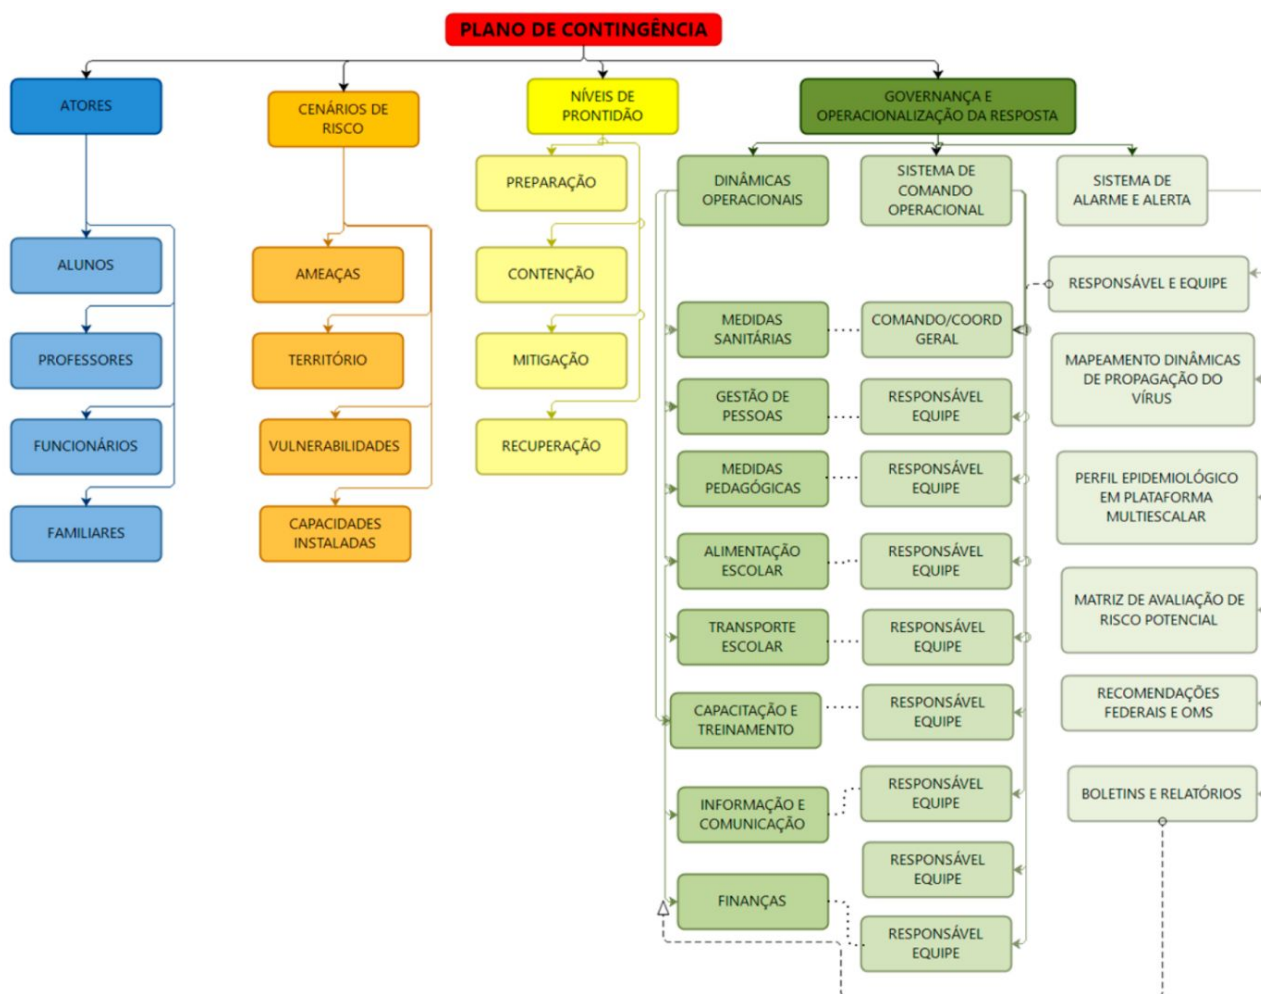 PLANO DE CONTINGÊNCIA
ATORES
ALUNOS
PROFESSORES
FUNCIONÁRIOS
FAMILIARES
CENÁRIOS DE
RISCO
AMEAÇAS
TERRITÓRIO
VULNERABILIDADES
CAPACIDADES
INSTALADAS
NÍVEIS DE
PRONTIDÃO
PREPARAÇÃO
CONTENÇÃO
MITIGAÇÃO
RECUPERAÇÃO
GOVERNANÇA E
OPERACIONALIZAÇÃO DA RESPOSTA
DINÂMICAS
OPERACIONAIS
MEDIDAS
SANITÁRIAS
GESTÃO DE
PESSOAS
MEDIDAS
PEDAGÓGICAS
ALIMENTAÇÃO
ESCOLAR
TRANSPORTE
ESCOLAR
CAPACITAÇÃO E
TREINAMENTO
INFORMAÇÃO E
COMUNICAÇÃO
FINANÇAS
SISTEMA DE
COMANDO
OPERACIONAL
COMANDO/COORD
GERAL
RESPONSÁVEL
EQUIPE
RESPONSÁVEL
EQUIPE
RESPONSÁVEL
EQUIPE
RESPONSÁVEL
EQUIPE
RESPONSÁVEL
EQUIPE
RESPONSÁVEL
EQUIPE
RESPONSÁVEL
EQUIPE
RESPONSÁVEL
EQUIPE
SISTEMA DE
ALARME E ALERTA
RESPONSÁVEL E EQUIPE
MAPEAMENTO DINÂMICAS
DE PROPAGAÇÃO DO
VÍRUS
PERFIL EPIDEMIOLÓGICO
EM PLATAFORMA
MULTIESCALAR
MATRIZ DE AVALIAÇÃO DE
RISCO POTENCIAL
RECOMENDAÇÕES
FEDERAIS E OMS
BOLETINS E RELATÓRIOS